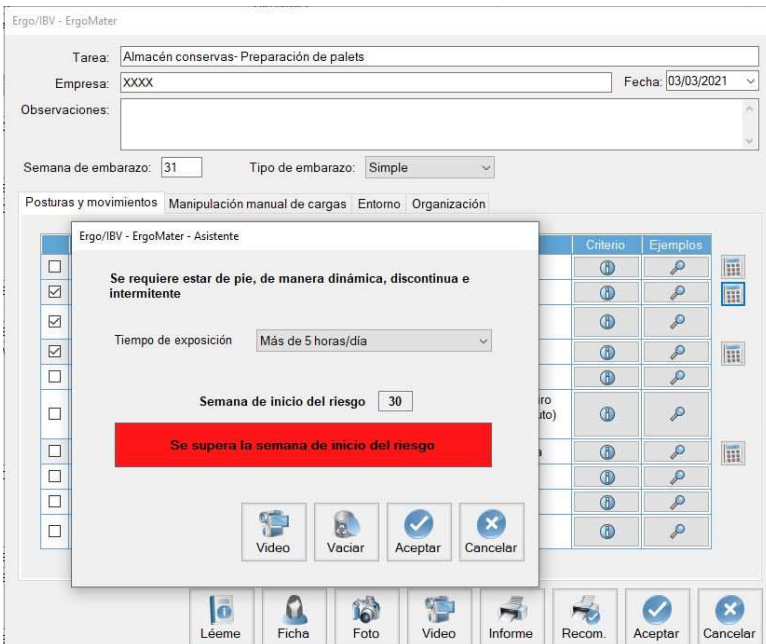 Ergo/IBV - ErgoMater
Tarea: Almacén conservas- Preparación de palets
Empresa: XXXX Fecha: 03/03/2021
Observaciones:
Semana de embarazo: 31 Tipo de embarazo: Simple
Posturas y movimientos Manipulación manual de cargas Entorno Organización
Ergo/IBV - ErgoMater - Asistente
Criterio Ejemplos
Se requiere estar de pie, de manera dinámica, discontinua e
intermitente
Tiempo de exposición Más de 5 horas/día
Semana de inicio del riesgo 30
Se supera la semana de inicio del riesgo
Video Vaciar Aceptar Cancelar
Léeme Ficha Foto Video Informe Recom. Aceptar Cancelar